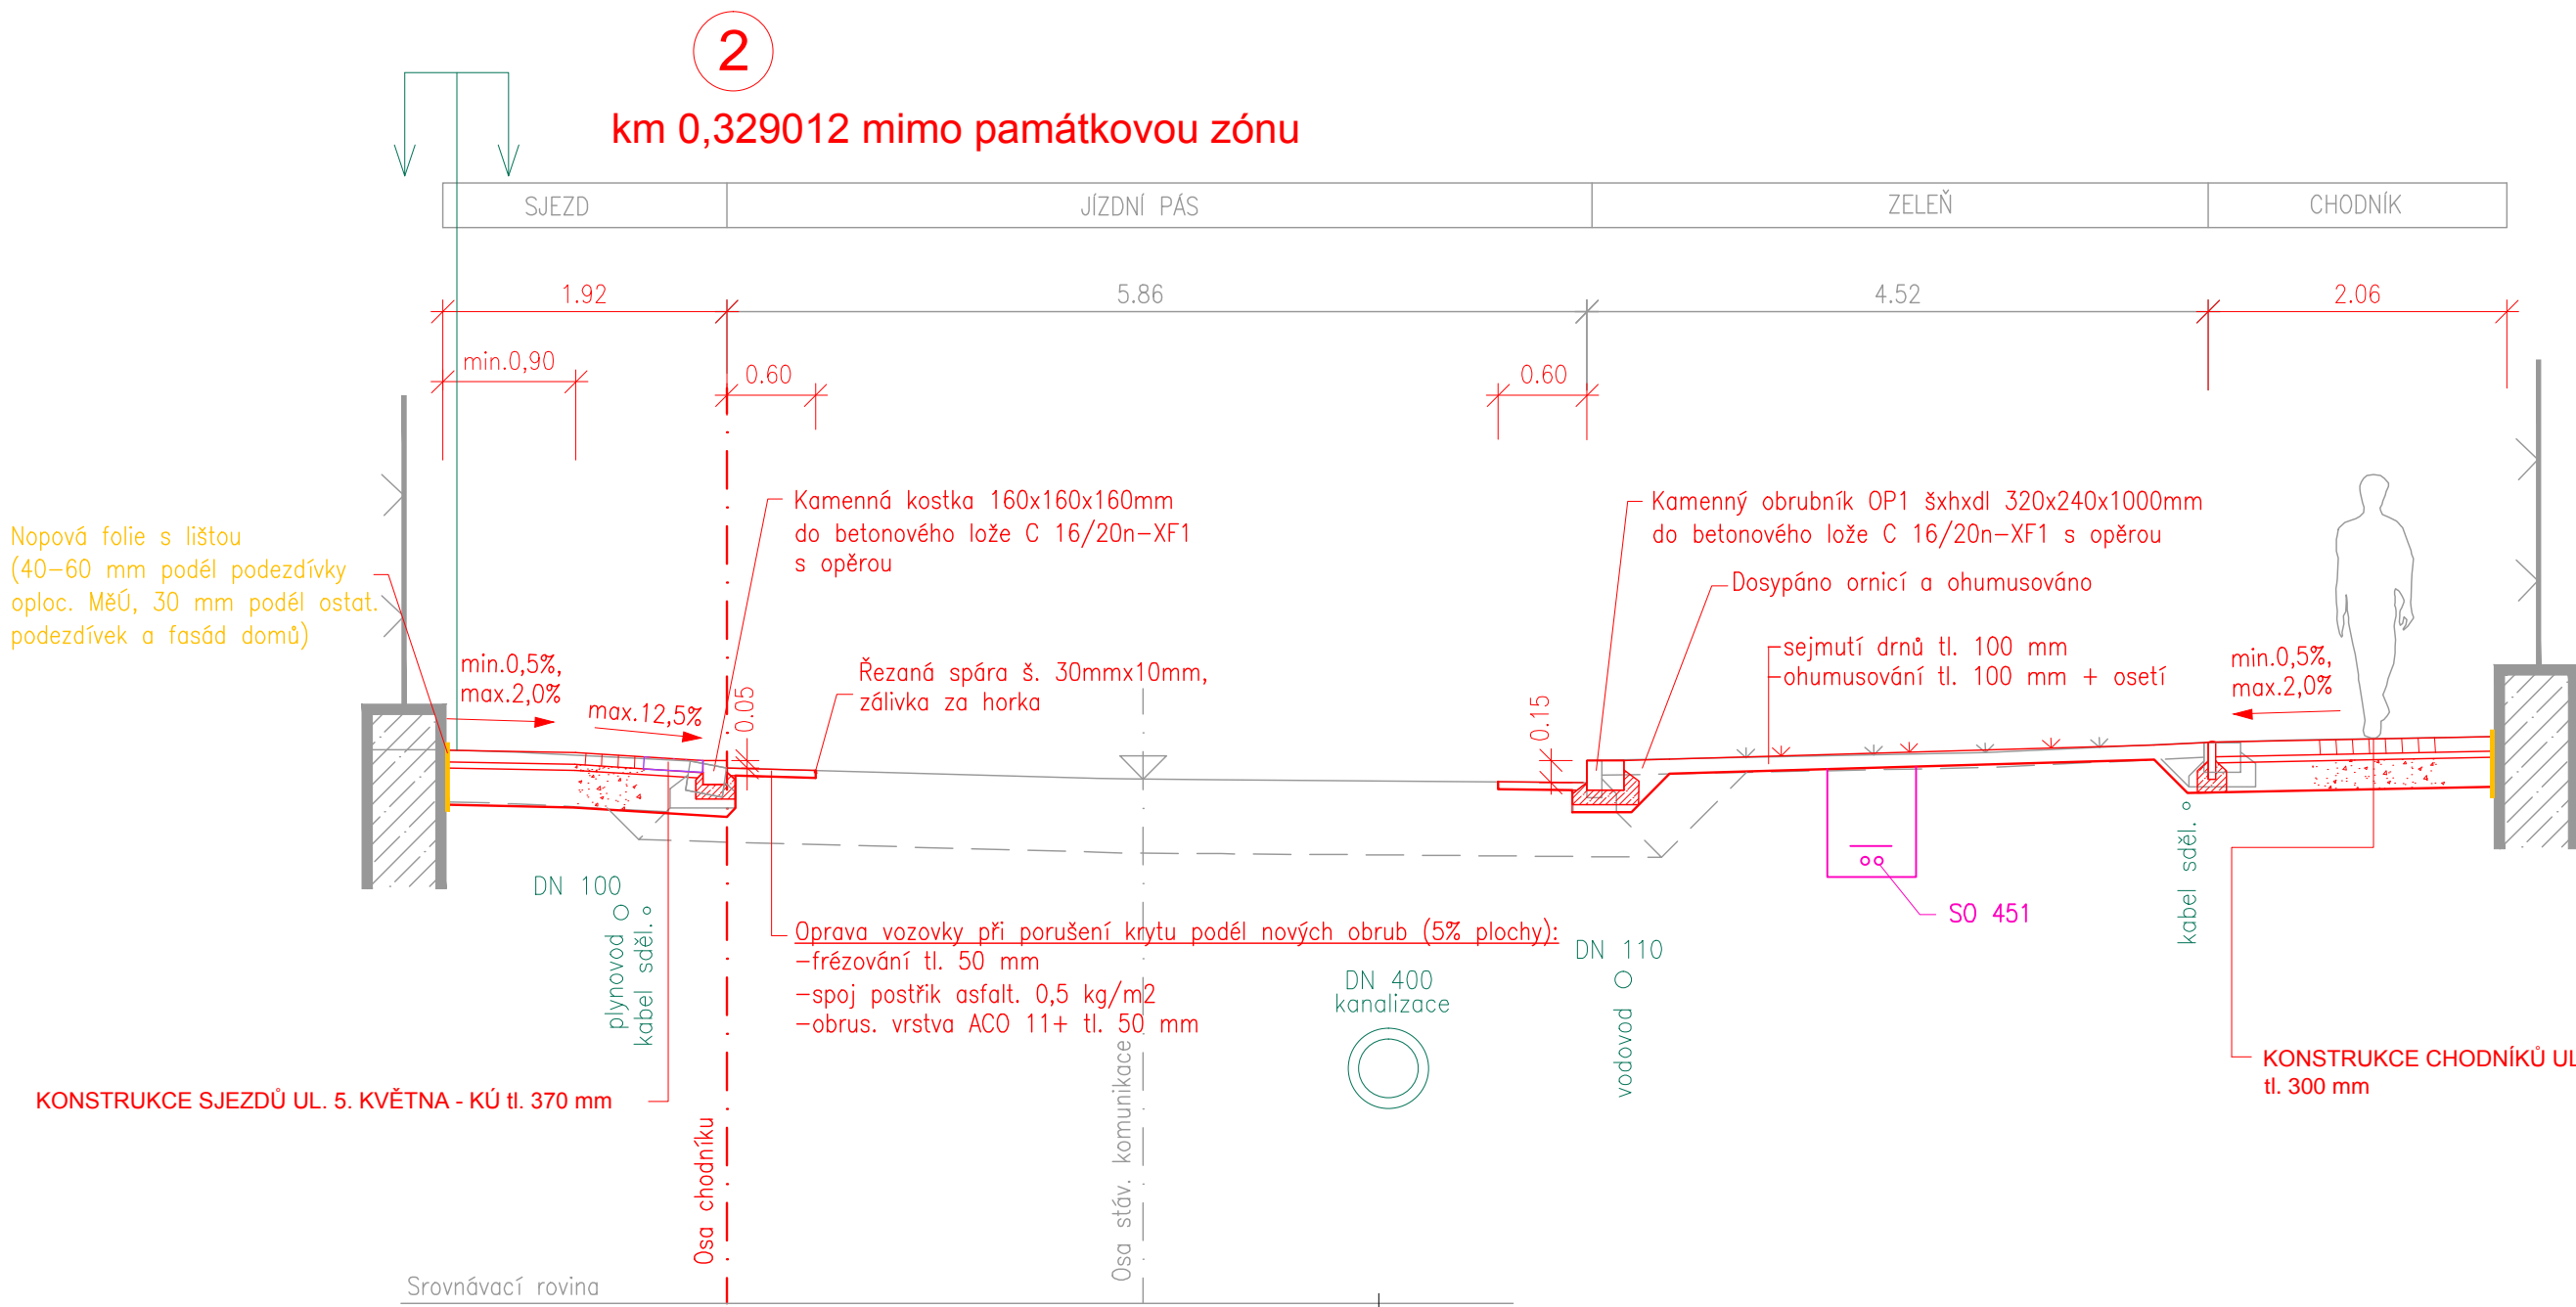 2
km 0,329012 mimo památkovou zónu
SJEZD
JÍZDNÍ PÁS
ZELEŇ
CHODNÍK
1.92
5.86
4.52
2.06
min.0,90
0.60
0.60
Nopová folie s lištou
(40-60 mm podél podezdívky
oploc. MěÚ, 30 mm podél ostat.
podezdívek a fasád domů)
Kamenná kostka 160x160x160mm
do betonového lože C 16/20n-XF1
s opěrou
Kamenný obrubník OP1 šxhxdl 320x240x1000mm
do betonového lože C 16/20n-XF1 s opěrou
Dosypáno ornicí a ohumusováno
-sejmutí drnů tl. 100 mm
-ohumusování tl. 100 mm + osetí
min.0,5%,
max.2,0%
max.12,5%
0.05
Řezaná spára š. 30mmx10mm,
zálivka za horka
0.15
min.0,5%,
max.2,0%
DN 100
plynovod
kabel sděl.
Oprava vozovky při porušení krytu podél nových obrub (5% plochy):
-frézování tl. 50 mm
-spoj postřik asfalt. 0,5 kg/m2
-obrus. vrstva ACO 11+ tl. 50 mm
DN 400
kanalizace
DN 110
vodovod
SO 451
kabel sděl.
KONSTRUKCE SJEZDŮ UL. 5. KVĚTNA - KÚ tl. 370 mm
KONSTRUKCE CHODNÍKŮ UL
tl. 300 mm
Osa chodníku
Osa stáv. komunikace
Srovnávací rovina